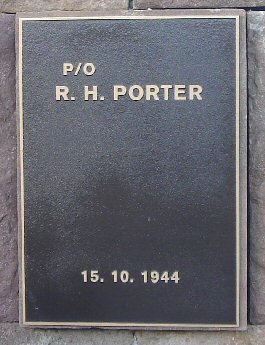 P/O
R. H. PORTER
15. 10. 1944